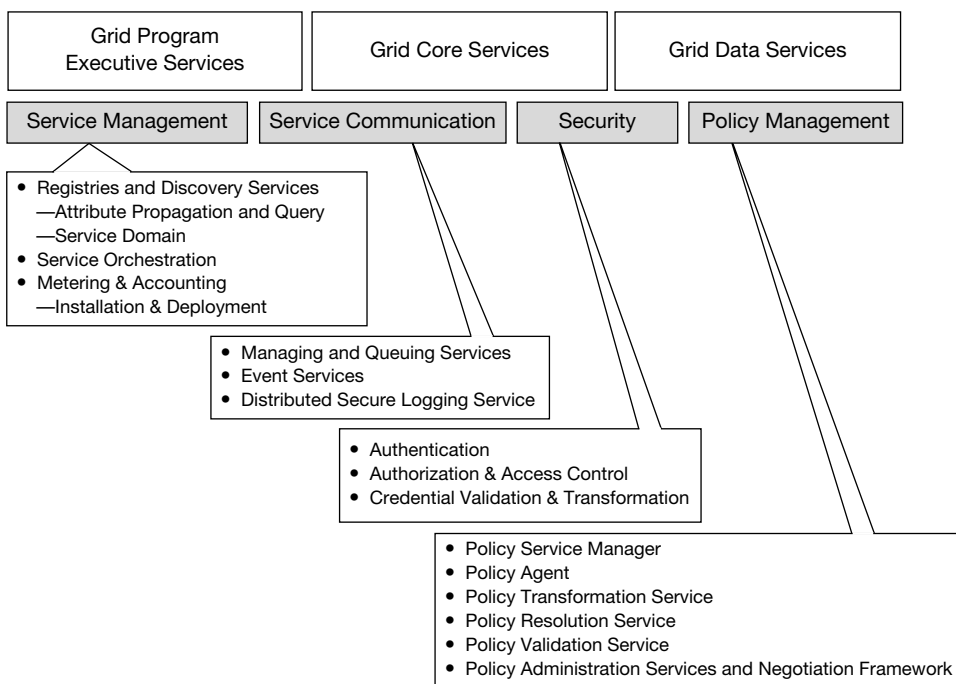 Grid Program
Executive Services
Grid Core Services
Grid Data Services
Service Management
Service Communication
Security
Policy Management
• Registries and Discovery Services
—Attribute Propagation and Query
—Service Domain
• Service Orchestration
• Metering & Accounting
—Installation & Deployment
• Managing and Queuing Services
• Event Services
• Distributed Secure Logging Service
• Authentication
• Authorization & Access Control
• Credential Validation & Transformation
• Policy Service Manager
• Policy Agent
• Policy Transformation Service
• Policy Resolution Service
• Policy Validation Service
• Policy Administration Services and Negotiation Framework